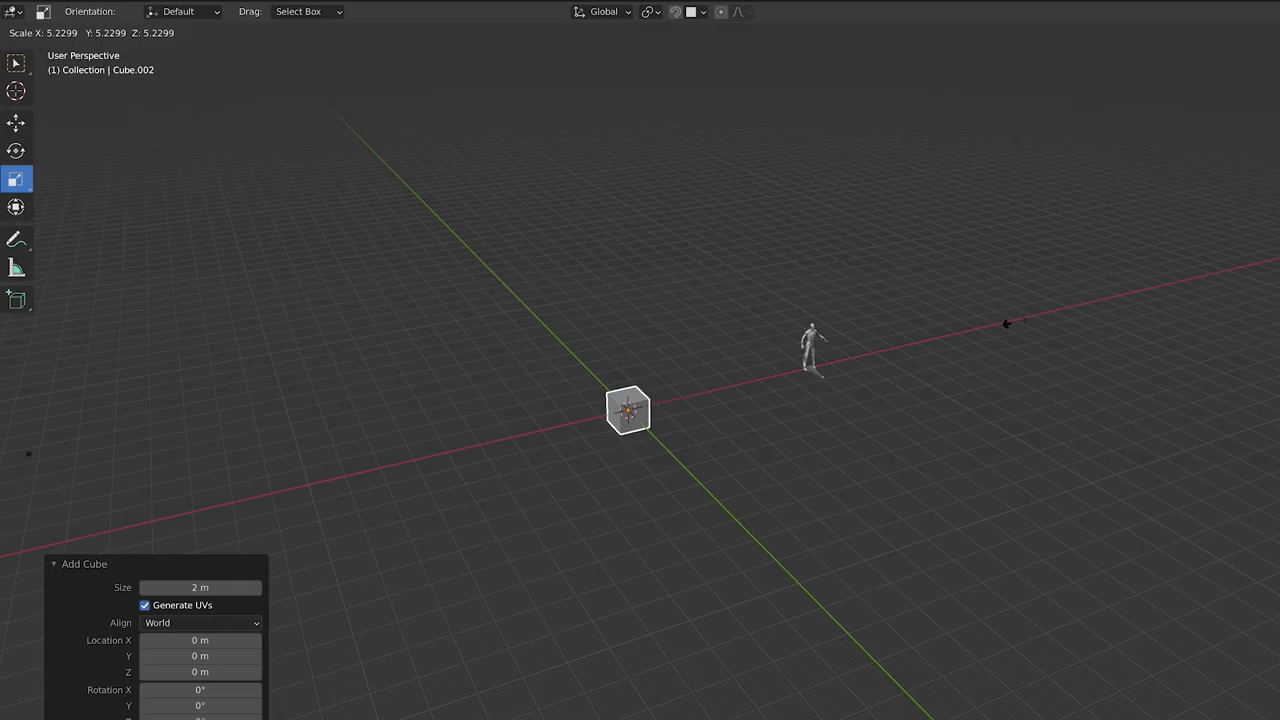 Orientation: Default Drag: Select Box Global
Scale X: 5.2299 Y: 5.2299 Z: 5.2299
User Perspective
(1) Collection | Cube.002
Add Cube
Size 2 m
Generate UVs
Align World
Location X 0 m
Y 0 m
Z 0 m
Rotation X 0°
Y 0°
Z 0°